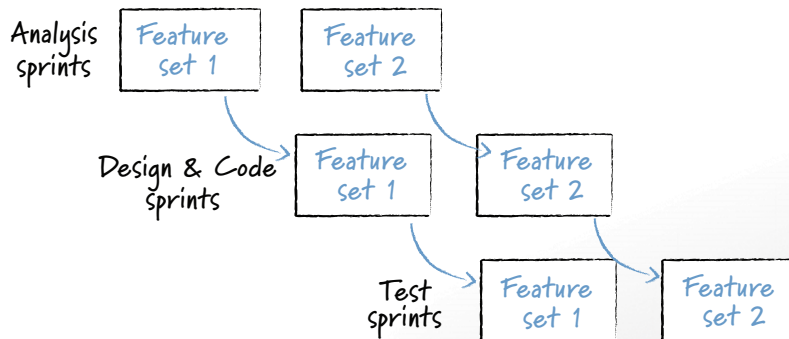 Analysis
sprints
Feature
set 1
Feature
set 2
Design & Code
sprints
Feature
set 1
Feature
set 2
Test
sprints
Feature
set 1
Feature
set 2